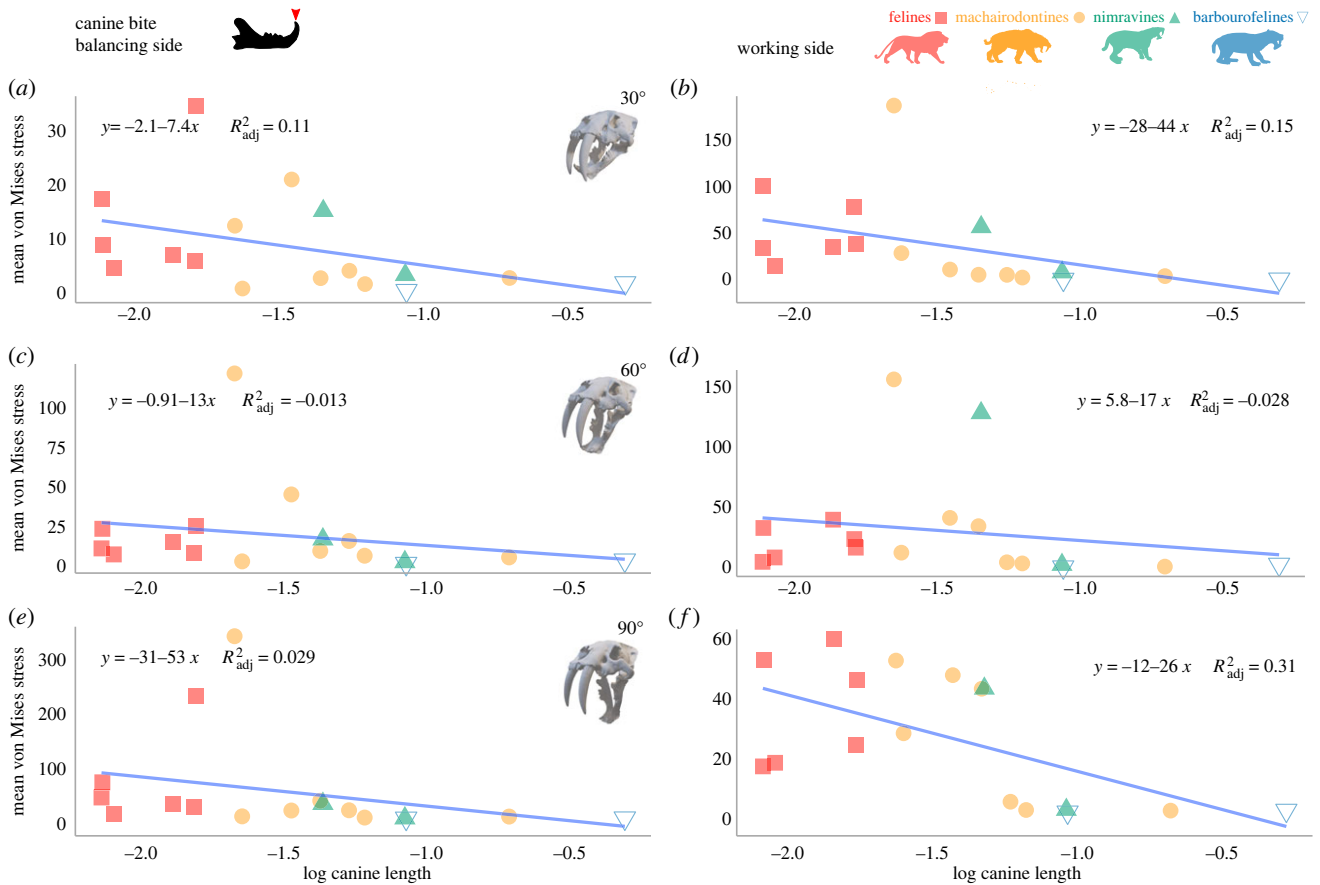 canine bite
balancing side
working side
felines machairodontines nimravines barbourofelines
(a)
30°
y= –2.1–7.4x R²adj = 0.11
mean von Mises stress
30
20
10
0
–2.0 –1.5 –1.0 –0.5
(b)
y = –28–44 x R²adj = 0.15
150
100
50
0
–2.0 –1.5 –1.0 –0.5
(c)
60°
y = –0.91–13x R²adj = –0.013
mean von Mises stress
100
75
50
25
0
–2.0 –1.5 –1.0 –0.5
(d)
y = 5.8–17 x R²adj = –0.028
150
100
50
0
–2.0 –1.5 –1.0 –0.5
(e)
90°
y = –31–53 x R²adj = 0.029
mean von Mises stress
300
200
100
0
–2.0 –1.5 –1.0 –0.5
log canine length
(f)
y = –12–26 x R²adj = 0.31
60
40
20
0
–2.0 –1.5 –1.0 –0.5
log canine length